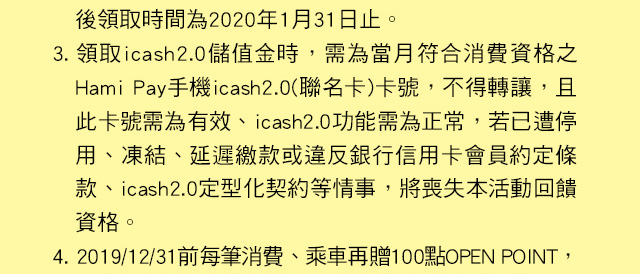 後領取時間為2020年1月31日止。
3. 領取icash2.0儲值金時，需為當月符合消費資格之
Hami Pay手機icash2.0(聯名卡)卡號，不得轉讓，且
此卡號需為有效、icash2.0功能需為正常，若已遭停
用、凍結、延遲繳款或違反銀行信用卡會員約定條
款、icash2.0定型化契約等情事，將喪失本活動回饋
資格。
4. 2019/12/31前每筆消費、乘車再贈100點OPEN POINT，